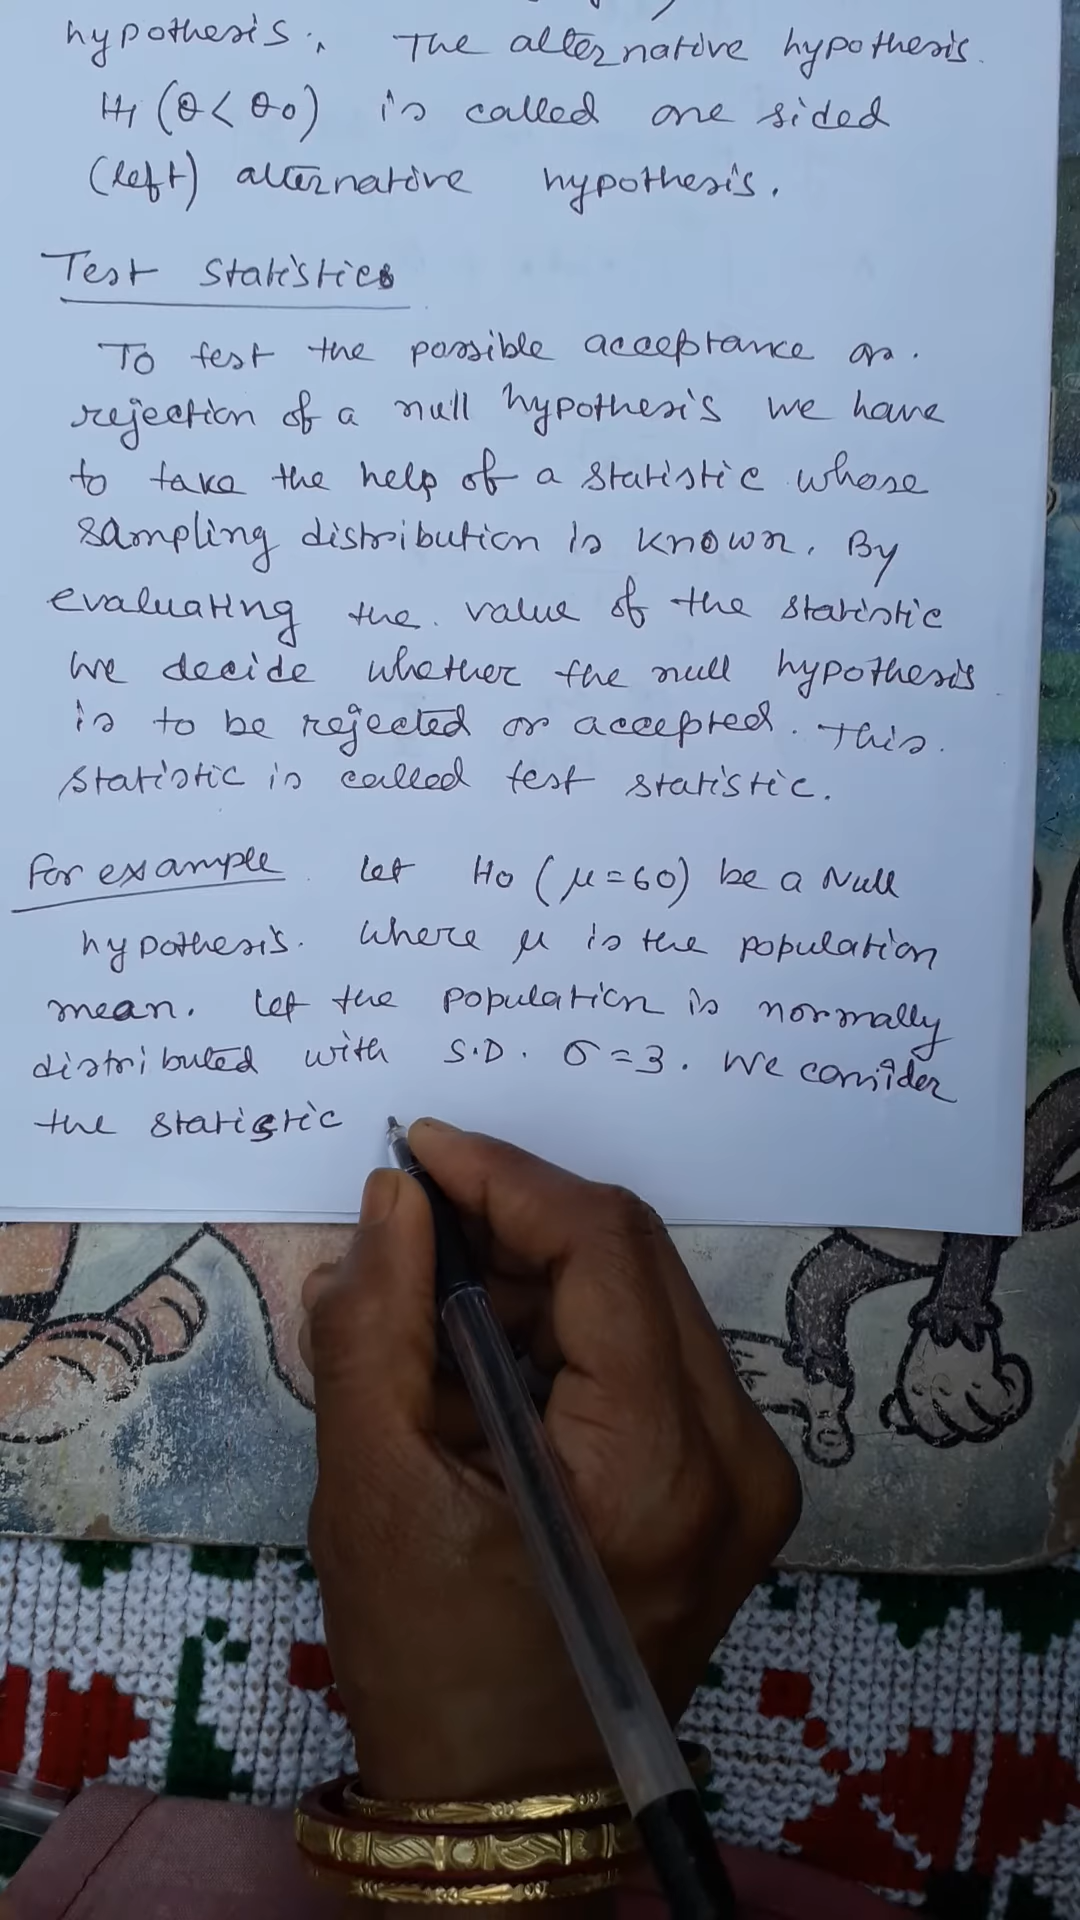 hypothesis. The alternative hypothesis.
H1 (θ<θ0) is called one sided
(left) alternative hypothesis.
Test Statistics
To test the possible acceptance or
rejection of a null hypothesis we have
to take the help of a statistic whose
sampling distribution is known. By
evaluating the value of the statistic
we decide whether the null hypothesis
is to be rejected or accepted. This
statistic is called test statistic.
For example Let H0 (μ=60) be a Null
hypothesis. Where μ is the population
mean. Let the population is normally
distributed with S.D. σ=3. We consider
the statistic